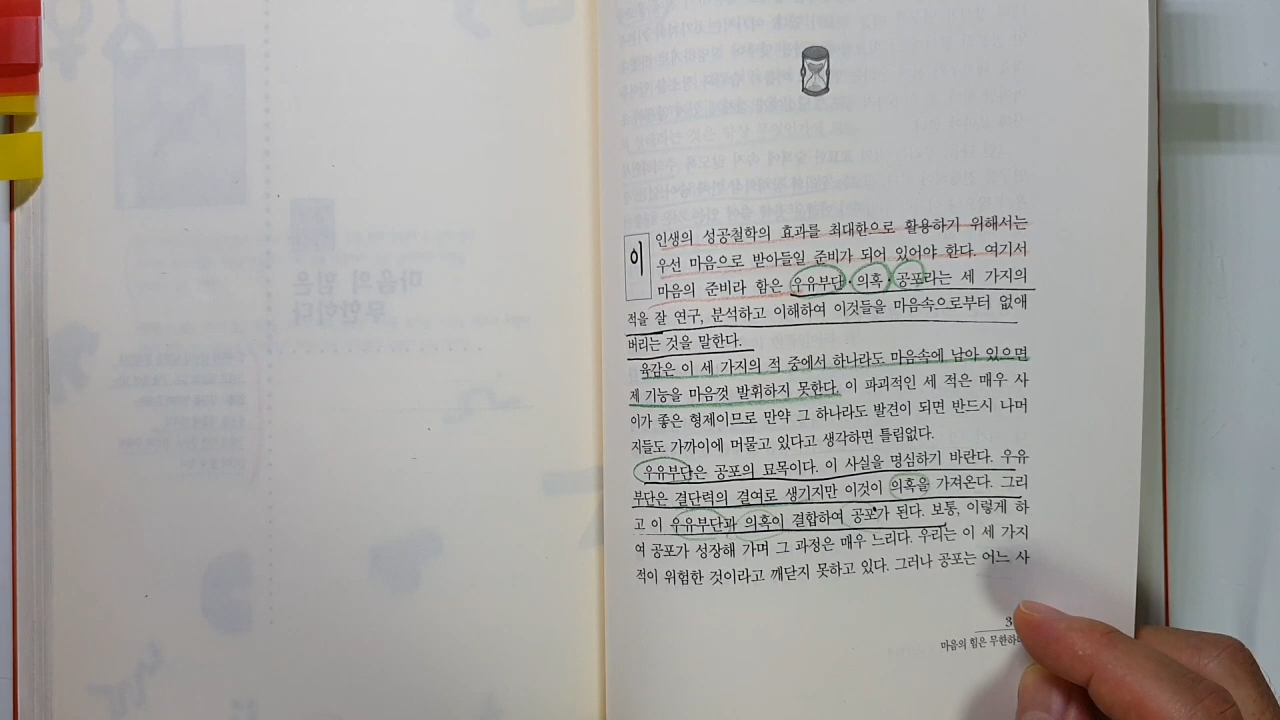 이 인생의 성공철학의 효과를 최대한으로 활용하기 위해서는
우선 마음으로 받아들일 준비가 되어 있어야 한다. 여기서
마음의 준비라 함은 우유부단·의혹·공포라는 세 가지의
적을 잘 연구, 분석하고 이해하여 이것들을 마음속으로부터 없애
버리는 것을 말한다.
육감은 이 세 가지의 적 중에서 하나라도 마음속에 남아 있으면
제 기능을 마음껏 발휘하지 못한다. 이 파괴적인 세 적은 매우 사
이가 좋은 형제이므로 만약 그 하나라도 발견이 되면 반드시 나머
지들도 가까이에 머물고 있다고 생각하면 틀림없다.
우유부단은 공포의 묘목이다. 이 사실을 명심하기 바란다. 우유
부단은 결단력의 결여로 생기지만 이것이 의혹을 가져온다. 그리
고 이 우유부단과 의혹이 결합하여 공포가 된다. 보통, 이렇게 하
여 공포가 성장해 가며 그 과정은 매우 느리다. 우리는 이 세 가지
적이 위험한 것이라고 깨닫지 못하고 있다. 그러나 공포는 어느 사
3
마음의 힘은 무한하
마음의 힘은
무한하다